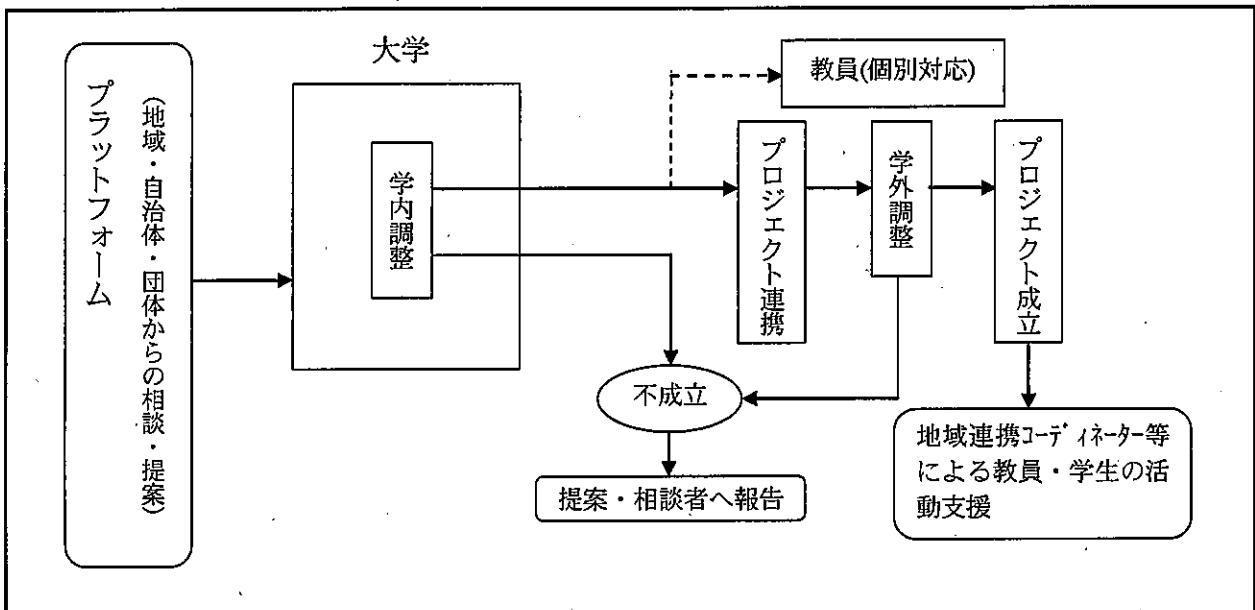 プラットフォーム
(地域・自治体・団体からの相談・提案)
大学
学内調整
教員(個別対応)
プロジェクト連携
学外調整
プロジェクト成立
不成立
提案・相談者へ報告
地域連携ｺｰﾃﾞｨﾈｰﾀｰ等
による教員・学生の活
動支援